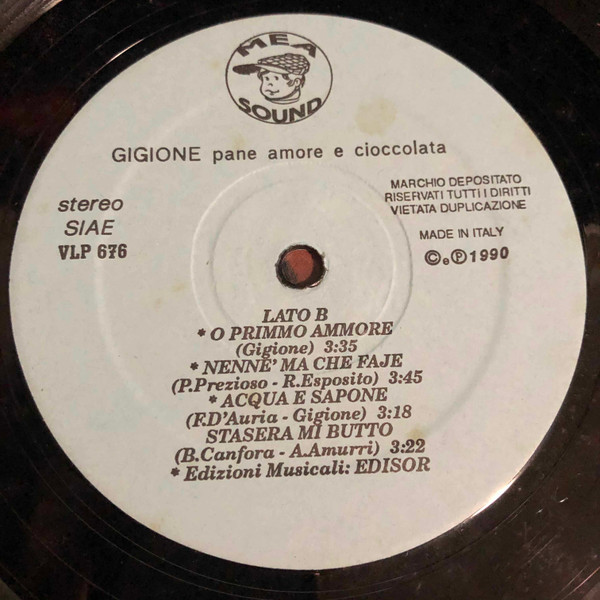 MEA
SOUND
GIGIONE pane amore e cioccolata
stereo
SIAE
VLP 676
MARCHIO DEPOSITATO
RISERVATI TUTTI I DIRITTI
VIETATA DUPLICAZIONE
MADE IN ITALY
©e℗1990
LATO B
* O PRIMMO AMMORE
(Gigione) 3:35
* NENNE' MA CHE FAJE
(P.Prezioso - R.Esposito) 3:45
* ACQUA E SAPONE
(F.D'Auria - Gigione) 3:18
STASERA MI BUTTO
(B.Canfora - A.Amurri) 3:22
* Edizioni Musicali: EDISOR